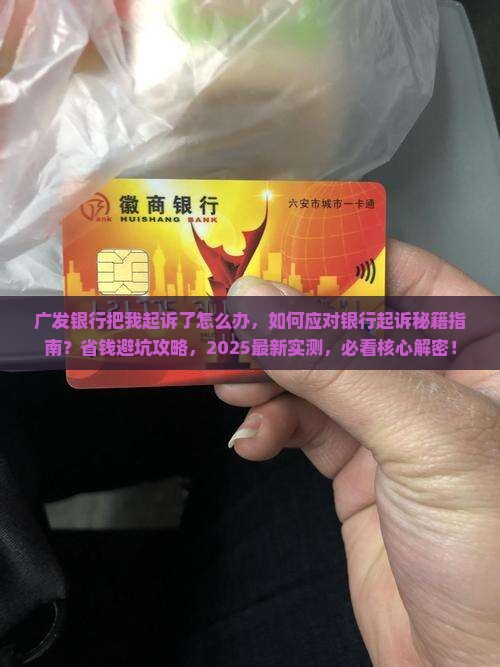 徽商银行
HUISHANG BANK
Bank
六安市城市一卡通
广发银行把我起诉了怎么办，如何应对银行起诉秘籍指
南？省钱避坑攻略，2025最新实测，必看核心解密！